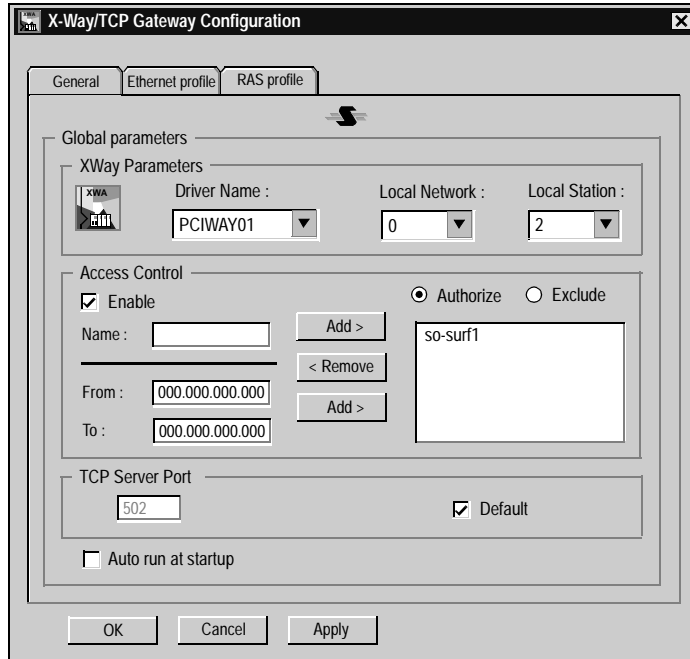 X-Way/TCP Gateway Configuration
General Ethernet profile RAS profile
Global parameters
XWay Parameters
XWA
Driver Name : Local Network : Local Station :
PCIWAY01 0 2
Access Control
Enable Authorize Exclude
Name : Add > so-surf1
< Remove
From : 000.000.000.000
Add >
To : 000.000.000.000
TCP Server Port
502 Default
Auto run at startup
OK Cancel Apply